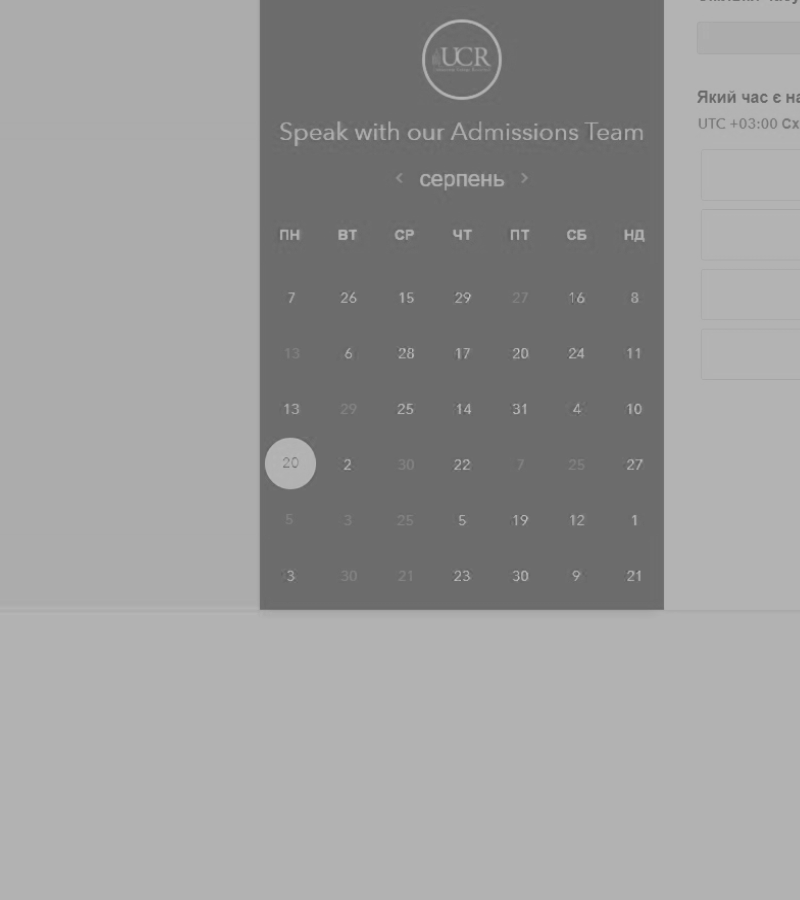 UCR
Speak with our Admissions Team
‹ серпень ›
ПН ВТ СР ЧТ ПТ СБ НД
7 26 15 29 27 16 8
13 6 28 17 20 24 11
13 29 25 14 31 4 10
20 2 30 22 7 25 27
5 3 25 5 19 12 1
3 30 21 23 30 9 21
Який час є на
UTC +03:00 Сх